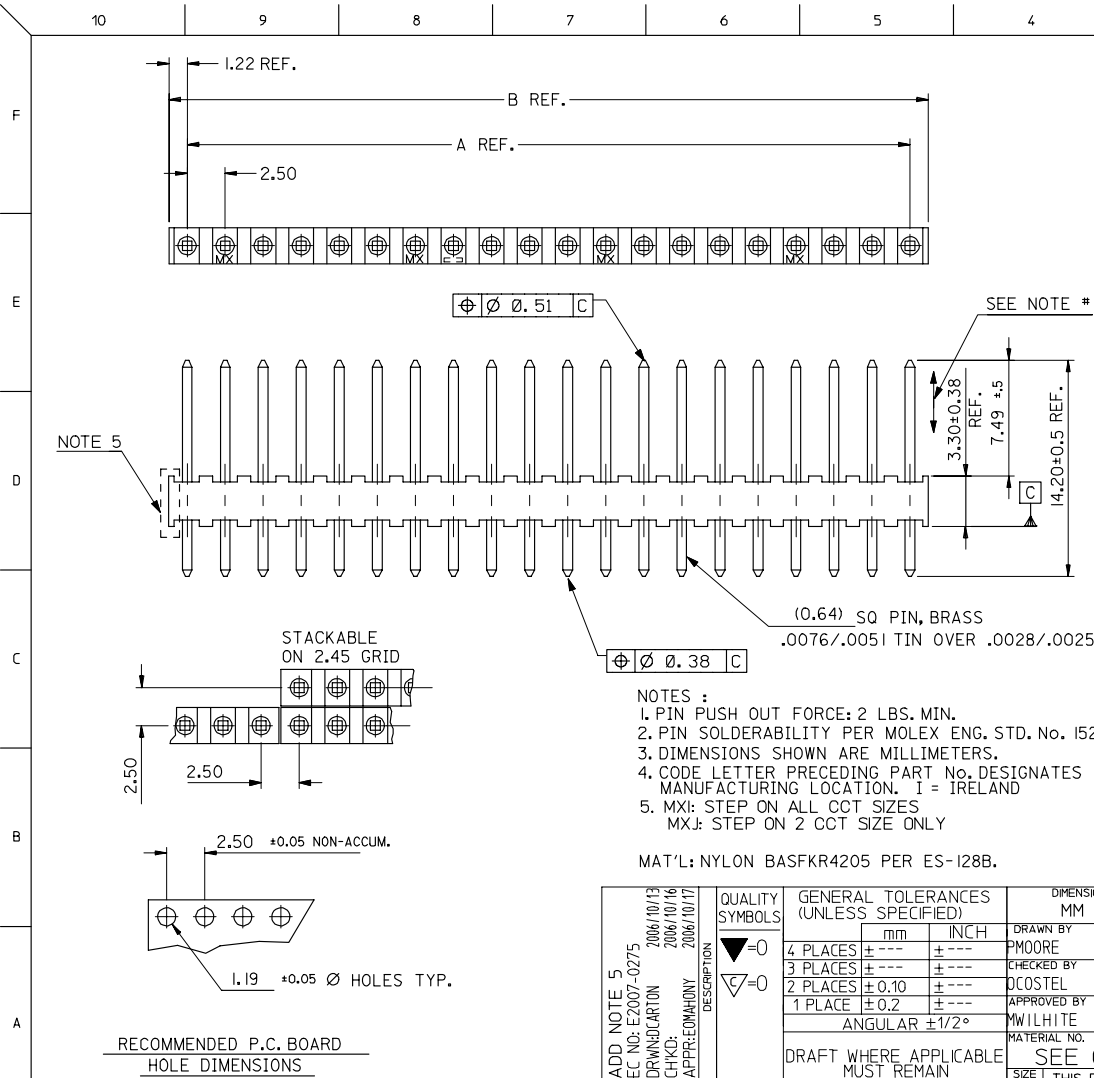 10 9 8 7 6 5 4
F
E
D
C
B
A
1.22 REF.
B REF.
A REF.
2.50
MX MX MX MX
⌖ Ø 0.51 C
SEE NOTE #
3.30±0.38
REF.
7.49 ±.5
14.20±0.5 REF.
C
NOTE 5
(0.64) SQ PIN, BRASS
.0076/.0051 TIN OVER .0028/.0025
⌖ Ø 0.38 C
STACKABLE
ON 2.45 GRID
2.50
2.50
2.50 ±0.05 NON-ACCUM.
1.19 ±0.05 Ø HOLES TYP.
RECOMMENDED P.C. BOARD
HOLE DIMENSIONS
NOTES :
1. PIN PUSH OUT FORCE: 2 LBS. MIN.
2. PIN SOLDERABILITY PER MOLEX ENG. STD. No. 152
3. DIMENSIONS SHOWN ARE MILLIMETERS.
4. CODE LETTER PRECEDING PART No. DESIGNATES
MANUFACTURING LOCATION. I = IRELAND
5. MXI: STEP ON ALL CCT SIZES
MXJ: STEP ON 2 CCT SIZE ONLY
MAT'L: NYLON BASFKR4205 PER ES-128B.
ADD NOTE 5
EC NO: E2007-0275
DRWN:DCARTON 2006/10/13
CH'KD: 2006/10/16
APPR:EOMAHONY 2006/10/17
DESCRIPTION
QUALITY
SYMBOLS
▼=0
C=0
GENERAL TOLERANCES
(UNLESS SPECIFIED)
mm INCH
4 PLACES ±--- ±---
3 PLACES ±--- ±---
2 PLACES ±0.10 ±---
1 PLACE ±0.2 ±---
ANGULAR ±1/2°
DRAFT WHERE APPLICABLE
MUST REMAIN
DIMENSI
MM
DRAWN BY
PMOORE
CHECKED BY
DCOSTEL
APPROVED BY
MWILHITE
MATERIAL NO.
SEE
SIZE THIS